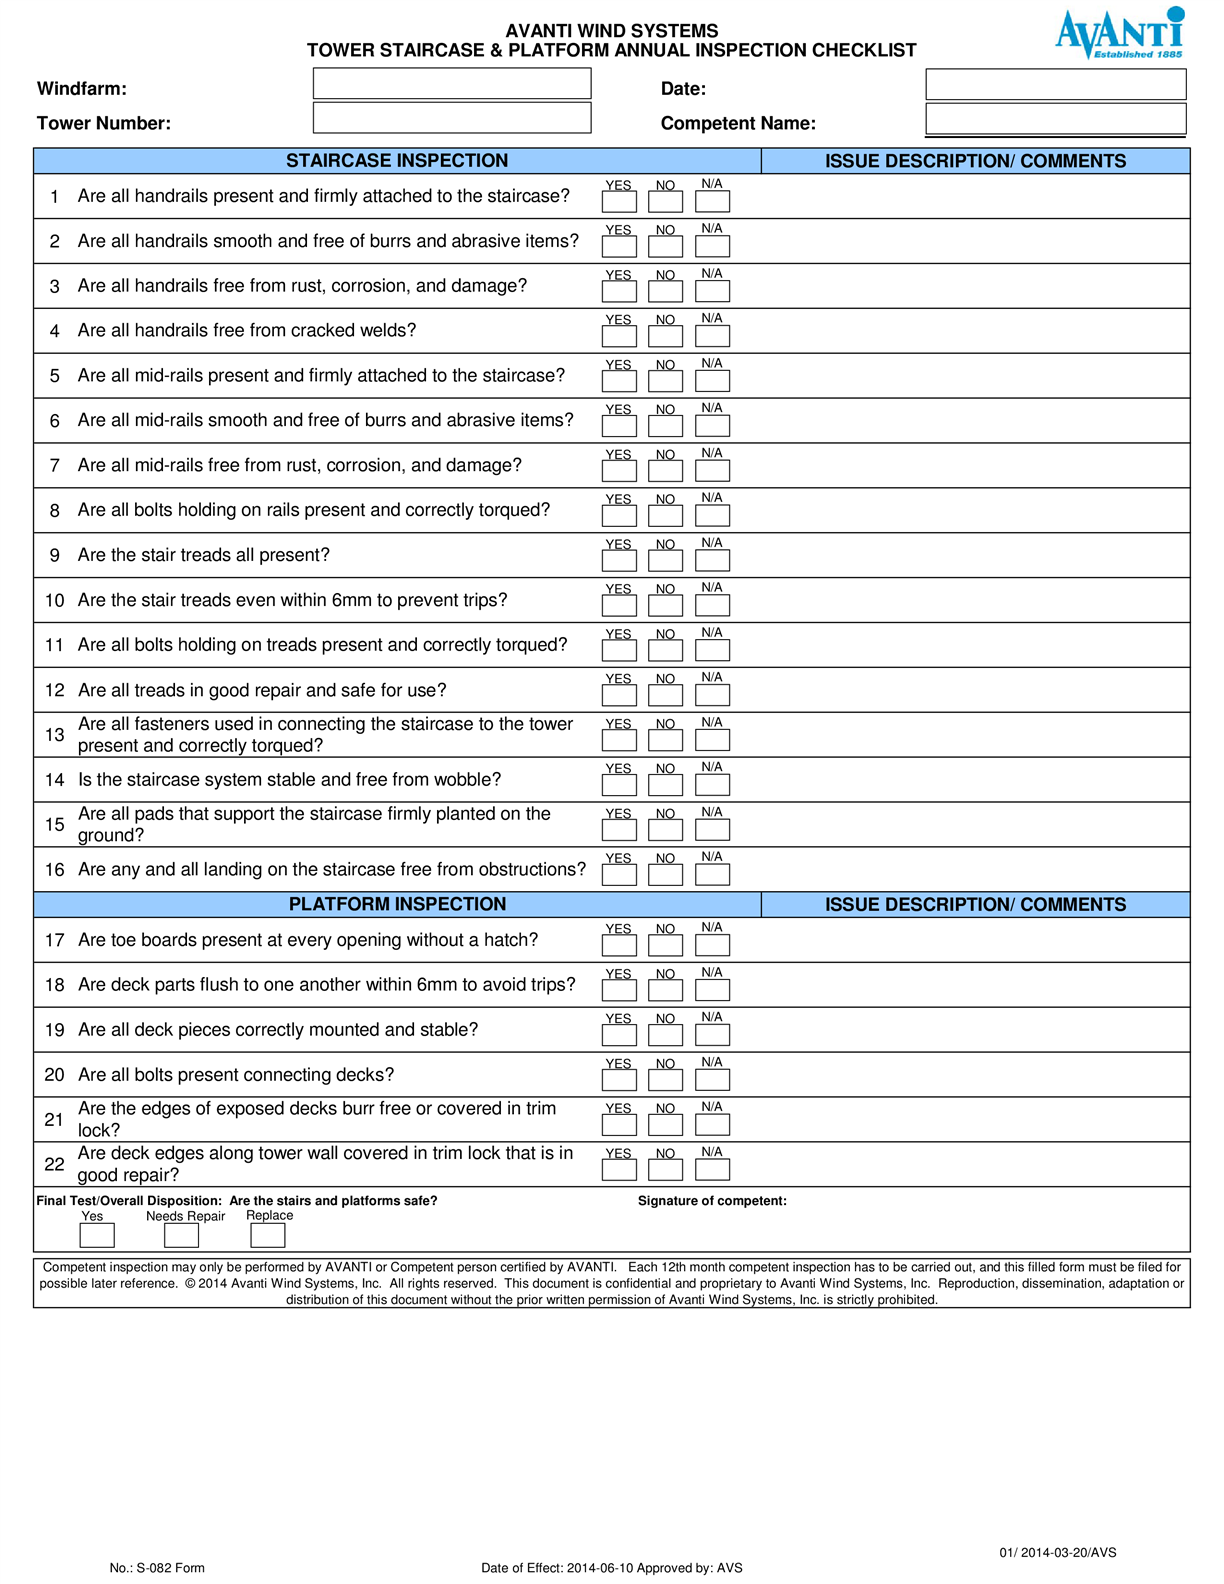 AVANTI WIND SYSTEMS
TOWER STAIRCASE & PLATFORM ANNUAL INSPECTION CHECKLIST
AVANTI
Established 1885
Windfarm: Date:
Tower Number: Competent Name:
STAIRCASE INSPECTION ISSUE DESCRIPTION/ COMMENTS
1 Are all handrails present and firmly attached to the staircase? YES NO N/A
2 Are all handrails smooth and free of burrs and abrasive items? YES NO N/A
3 Are all handrails free from rust, corrosion, and damage? YES NO N/A
4 Are all handrails free from cracked welds? YES NO N/A
5 Are all mid-rails present and firmly attached to the staircase? YES NO N/A
6 Are all mid-rails smooth and free of burrs and abrasive items? YES NO N/A
7 Are all mid-rails free from rust, corrosion, and damage? YES NO N/A
8 Are all bolts holding on rails present and correctly torqued? YES NO N/A
9 Are the stair treads all present? YES NO N/A
10 Are the stair treads even within 6mm to prevent trips? YES NO N/A
11 Are all bolts holding on treads present and correctly torqued? YES NO N/A
12 Are all treads in good repair and safe for use? YES NO N/A
13 Are all fasteners used in connecting the staircase to the tower
present and correctly torqued? YES NO N/A
14 Is the staircase system stable and free from wobble? YES NO N/A
15 Are all pads that support the staircase firmly planted on the
ground? YES NO N/A
16 Are any and all landing on the staircase free from obstructions? YES NO N/A
PLATFORM INSPECTION ISSUE DESCRIPTION/ COMMENTS
17 Are toe boards present at every opening without a hatch? YES NO N/A
18 Are deck parts flush to one another within 6mm to avoid trips? YES NO N/A
19 Are all deck pieces correctly mounted and stable? YES NO N/A
20 Are all bolts present connecting decks? YES NO N/A
21 Are the edges of exposed decks burr free or covered in trim
lock? YES NO N/A
22 Are deck edges along tower wall covered in trim lock that is in
good repair? YES NO N/A
Final Test/Overall Disposition: Are the stairs and platforms safe? Signature of competent:
Yes Needs Repair Replace
Competent inspection may only be performed by AVANTI or Competent person certified by AVANTI. Each 12th month competent inspection has to be carried out, and this filled form must be filed for
possible later reference. © 2014 Avanti Wind Systems, Inc. All rights reserved. This document is confidential and proprietary to Avanti Wind Systems, Inc. Reproduction, dissemination, adaptation or
distribution of this document without the prior written permission of Avanti Wind Systems, Inc. is strictly prohibited.
01/ 2014-03-20/AVS
No.: S-082 Form Date of Effect: 2014-06-10 Approved by: AVS